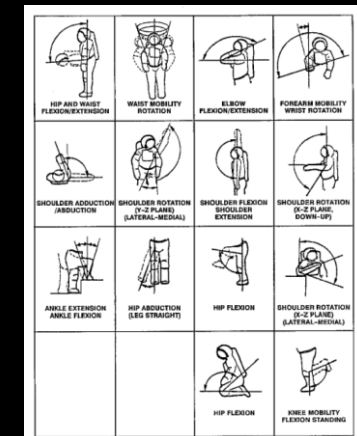 HIP AND WAIST
FLEXION/EXTENSION
WAIST MOBILITY
ROTATION
ELBOW
FLEXION/EXTENSION
FOREARM MOBILITY
WRIST ROTATION
SHOULDER ADDUCTION
/ABDUCTION
SHOULDER ROTATION
(Y-Z PLANE)
(LATERAL-MEDIAL)
SHOULDER FLEXION
SHOULDER
EXTENSION
SHOULDER ROTATION
(X-Z PLANE,
DOWN-UP)
ANKLE EXTENSION
ANKLE FLEXION
HIP ABDUCTION
(LEG STRAIGHT)
HIP FLEXION
SHOULDER ROTATION
(X-Z PLANE)
(LATERAL-MEDIAL)
HIP FLEXION
KNEE MOBILITY
FLEXION STANDING